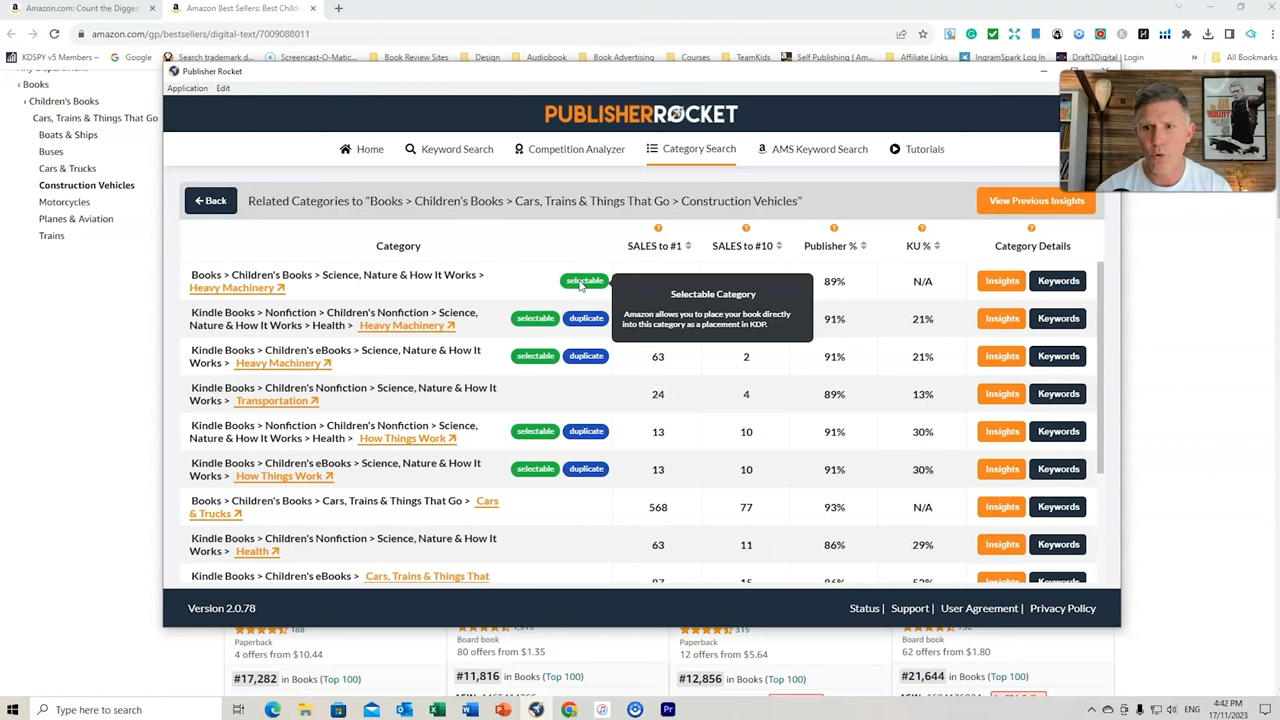 Amazon.com: Count the Digger
Amazon Best Sellers: Best Child
amazon.com/gp/bestsellers/digital-text/7009088011
KDSPY v5 Members –
Google
Search trademark d...
Screencast-O-Matic...
Book Review Sites
Design
Audiobook
Book Advertising
Courses
TeamKids
Self Publishing | Am...
Affiliate Links
IngramSpark Log In
Draft2Digital | Login
»
All Bookmarks
‹ Books
‹ Children's Books
Cars, Trains & Things That Go
Boats & Ships
Buses
Cars & Trucks
Construction Vehicles
Motorcycles
Planes & Aviation
Trains
Publisher Rocket
Application Edit
PUBLISHER ROCKET
Home
Keyword Search
Competition Analyzer
Category Search
AMS Keyword Search
Tutorials
Back
Related Categories to "Books > Children's Books > Cars, Trains & Things That Go > Construction Vehicles"
View Previous Insights
Category
SALES to #1
SALES to #10
Publisher %
KU %
Category Details
Books > Children's Books > Science, Nature & How It Works >
Heavy Machinery
selectable
89%
N/A
Insights
Keywords
Selectable Category
Amazon allows you to place your book directly
into this category as a placement in KDP.
Kindle Books > Nonfiction > Children's Nonfiction > Science,
Nature & How It Works > Health > Heavy Machinery
selectable
duplicate
91%
21%
Insights
Keywords
Kindle Books > Children's eBooks > Science, Nature & How It
Works > Heavy Machinery
selectable
duplicate
63
2
91%
21%
Insights
Keywords
Kindle Books > Children's Nonfiction > Science, Nature & How It
Works > Transportation
24
4
89%
13%
Insights
Keywords
Kindle Books > Nonfiction > Children's Nonfiction > Science,
Nature & How It Works > Health > How Things Work
selectable
duplicate
13
10
91%
30%
Insights
Keywords
Kindle Books > Children's eBooks > Science, Nature & How It
Works > How Things Work
selectable
duplicate
13
10
91%
30%
Insights
Keywords
Books > Children's Books > Cars, Trains & Things That Go > Cars
& Trucks
568
77
93%
N/A
Insights
Keywords
Kindle Books > Children's Nonfiction > Science, Nature & How It
Works > Health
63
11
86%
29%
Insights
Keywords
Kindle Books > Children's eBooks > Cars, Trains & Things That
Insights
Keywords
Version 2.0.78
Status | Support | User Agreement | Privacy Policy
188
Paperback
4 offers from $10.44
#17,282 in Books (Top 100)
Board book
80 offers from $1.35
#11,816 in Books (Top 100)
315
Paperback
12 offers from $5.64
#12,856 in Books (Top 100)
Board book
62 offers from $1.80
#21,644 in Books (Top 100)
Type here to search
ENG
4:42 PM
17/11/2023